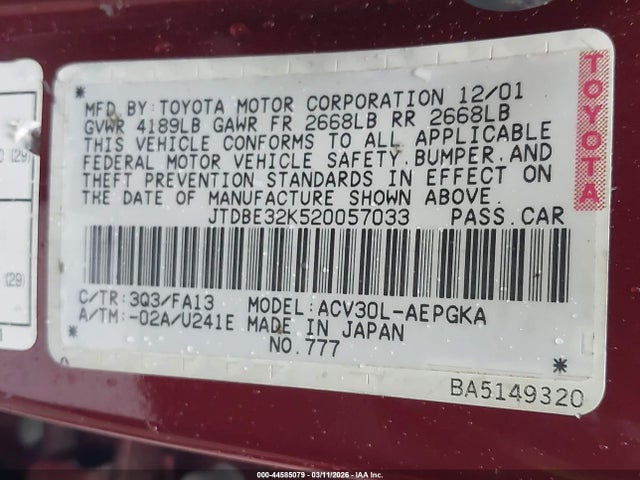 MFD.BY:TOYOTA MOTOR CORPORATION 12/01
GVWR 4189LB GAWR FR 2668LB RR 2668LB
THIS VEHICLE CONFORMS TO ALL APPLICABLE
FEDERAL MOTOR VEHICLE SAFETY.BUMPER.AND
THEFT PREVENTION STANDARDS IN EFFECT ON
THE DATE OF MANUFACTURE SHOWN ABOVE.
JTDBE32K520057033 PASS.CAR
C/TR:3Q3/FA13 MODEL:ACV30L-AEPGKA
A/TM:-02A/U241E MADE IN JAPAN
NO.777
BA5149320
TOYOTA
(29)
(29)
000-44585079 - 03/11/2026 - IAA, Inc.